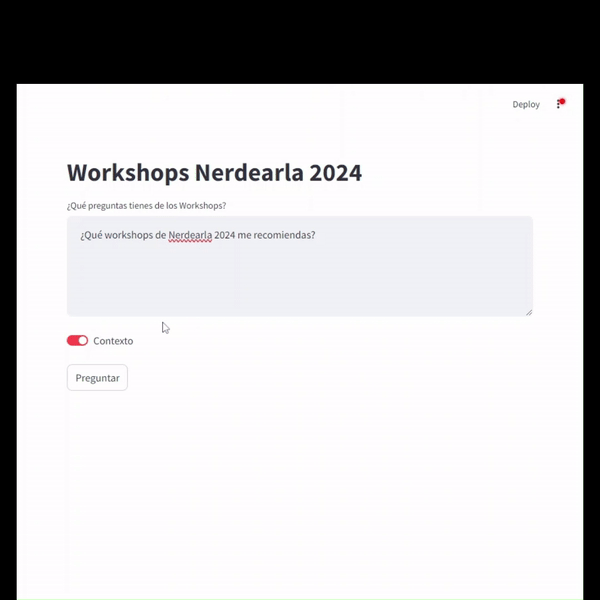 Deploy
Workshops Nerdearla 2024
¿Qué preguntas tienes de los Workshops?
¿Qué workshops de Nerdearla 2024 me recomiendas?
Contexto
Preguntar